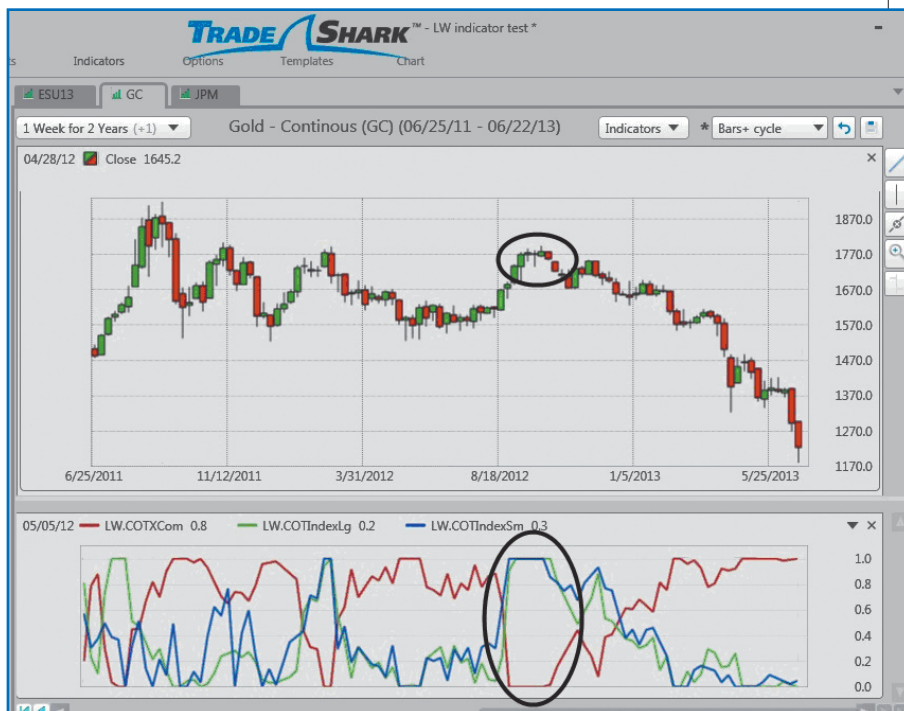 TRADE SHARK™ - LW indicator test *
Indicators Options Templates Chart
ESU13 GC JPM
1 Week for 2 Years (+1) Gold - Continous (GC) (06/25/11 - 06/22/13) Indicators * Bars+ cycle
04/28/12 Close 1645.2
1870.0
1770.0
1670.0
1570.0
1470.0
1370.0
1270.0
1170.0
6/25/2011 11/12/2011 3/31/2012 8/18/2012 1/5/2013 5/25/2013
05/05/12 LW.COTXCom 0.8 LW.COTIndexLg 0.2 LW.COTIndexSm 0.3
1.0
0.8
0.6
0.4
0.2
0.0